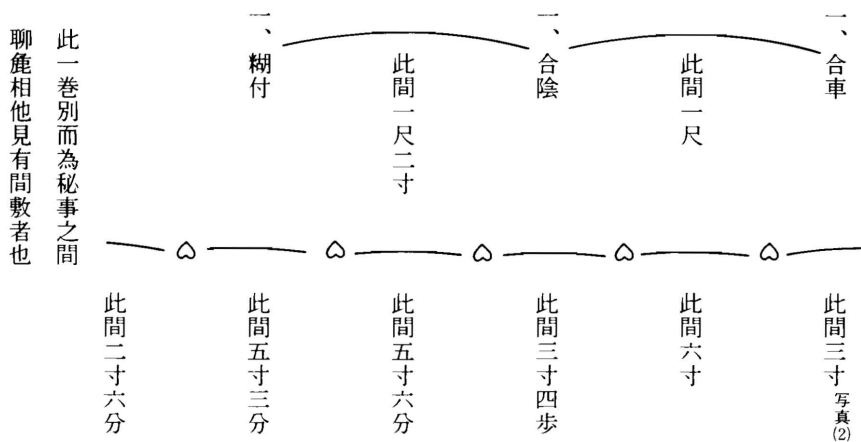 一、合車
此間一尺
一、合陰
此間一尺二寸
一、糊付
此間三寸
写真(2)
此間六寸
此間三寸四歩
此間五寸六分
此間五寸三分
此間二寸六分
此一巻別而為秘事之間
聊麁相他見有間敷者也